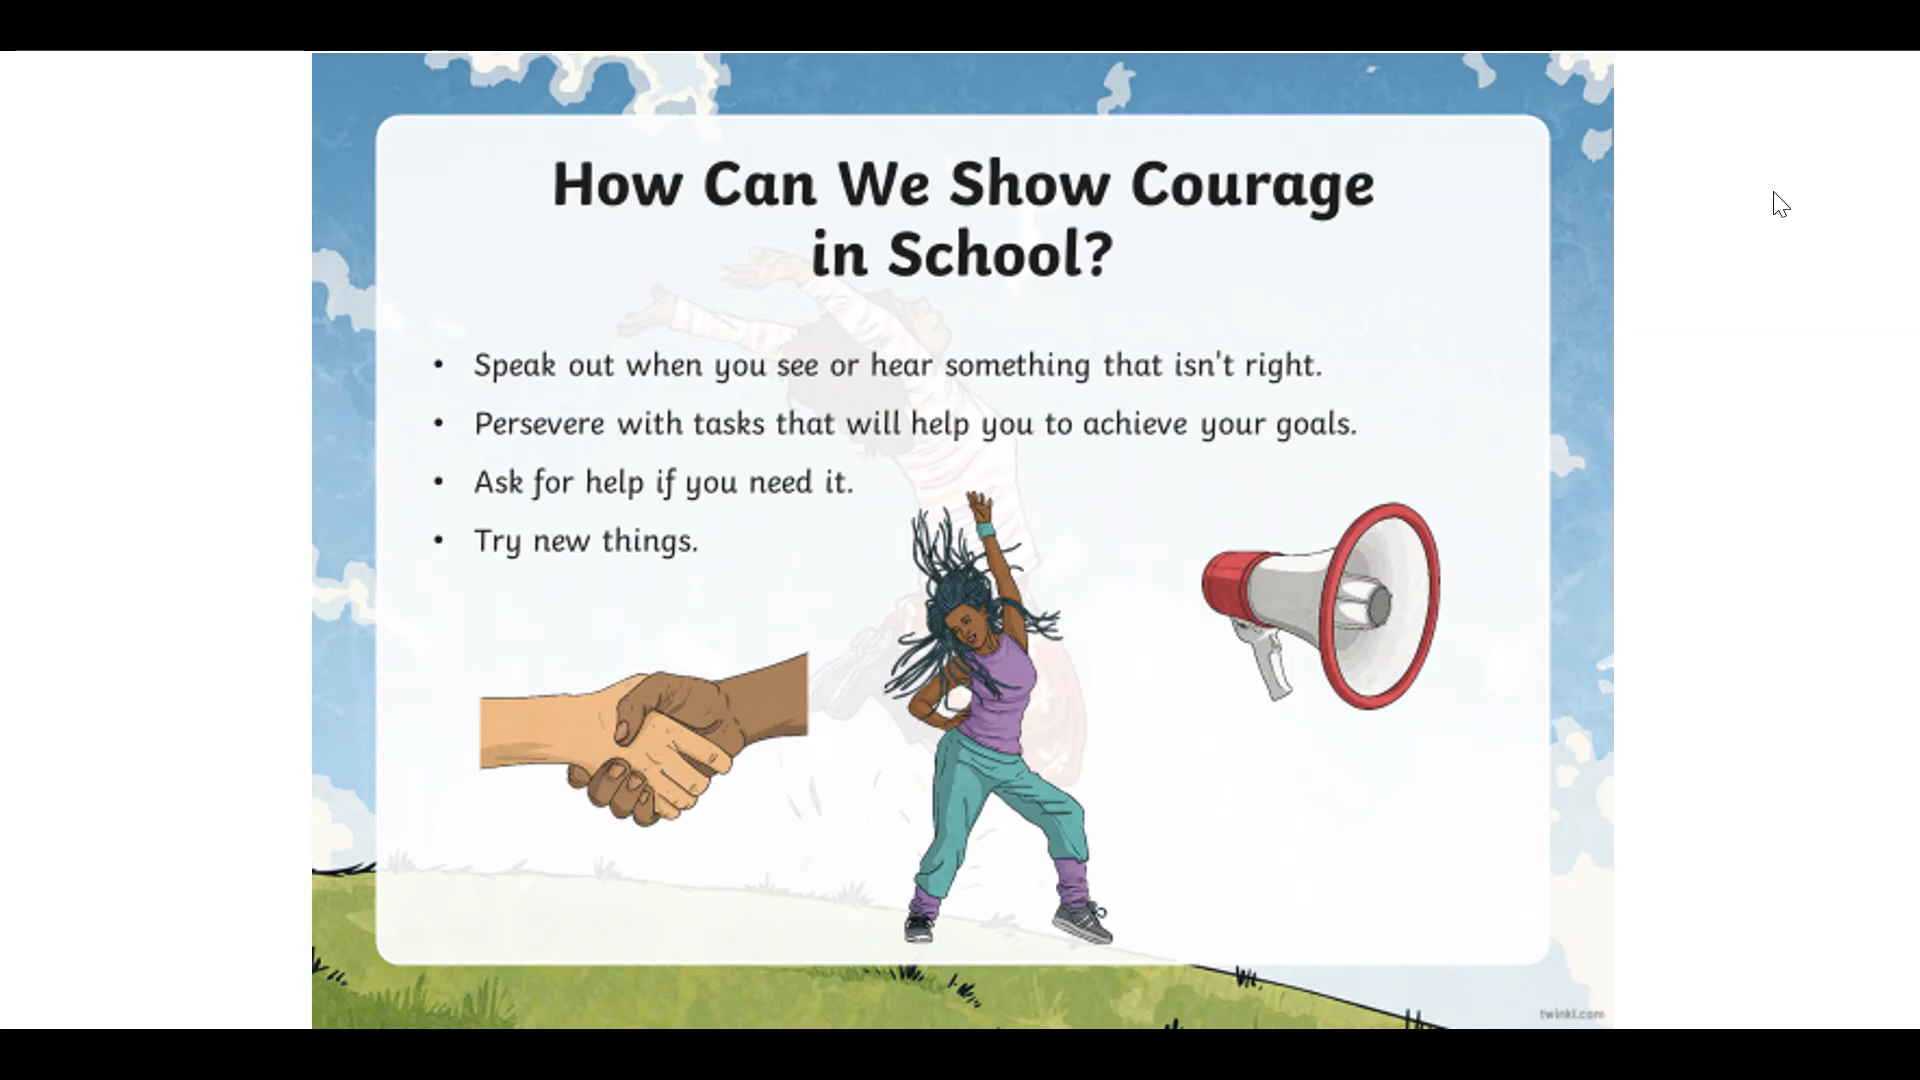 How Can We Show Courage
in School?
• Speak out when you see or hear something that isn't right.
• Persevere with tasks that will help you to achieve your goals.
• Ask for help if you need it.
• Try new things.
twinkl.com